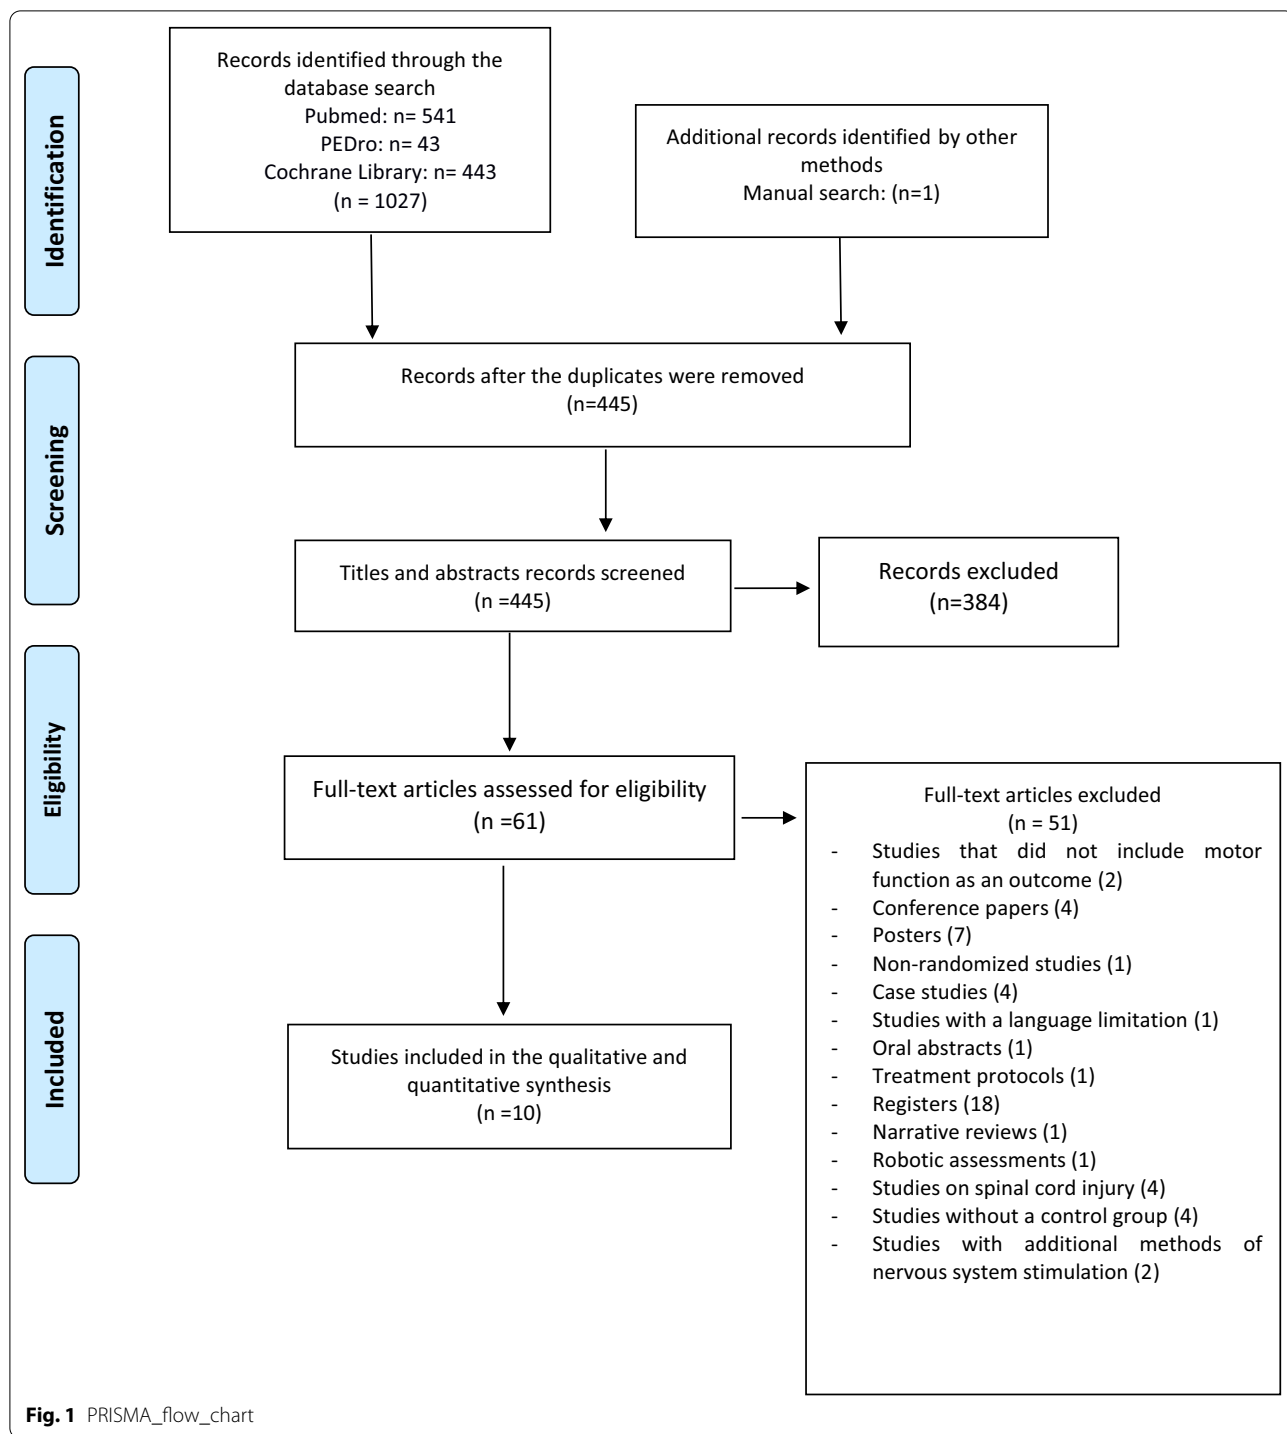 Identification
Records identified through the
database search
Pubmed: n= 541
PEDro: n= 43
Cochrane Library: n= 443
(n = 1027)
Additional records identified by other
methods
Manual search: (n=1)
Screening
Records after the duplicates were removed
(n=445)
Titles and abstracts records screened
(n =445)
Records excluded
(n=384)
Eligibility
Full-text articles assessed for eligibility
(n =61)
Full-text articles excluded
(n = 51)
- Studies that did not include motor
function as an outcome (2)
- Conference papers (4)
- Posters (7)
- Non-randomized studies (1)
- Case studies (4)
- Studies with a language limitation (1)
- Oral abstracts (1)
- Treatment protocols (1)
- Registers (18)
- Narrative reviews (1)
- Robotic assessments (1)
- Studies on spinal cord injury (4)
- Studies without a control group (4)
- Studies with additional methods of
nervous system stimulation (2)
Included
Studies included in the qualitative and
quantitative synthesis
(n =10)
Fig. 1 PRISMA_flow_chart